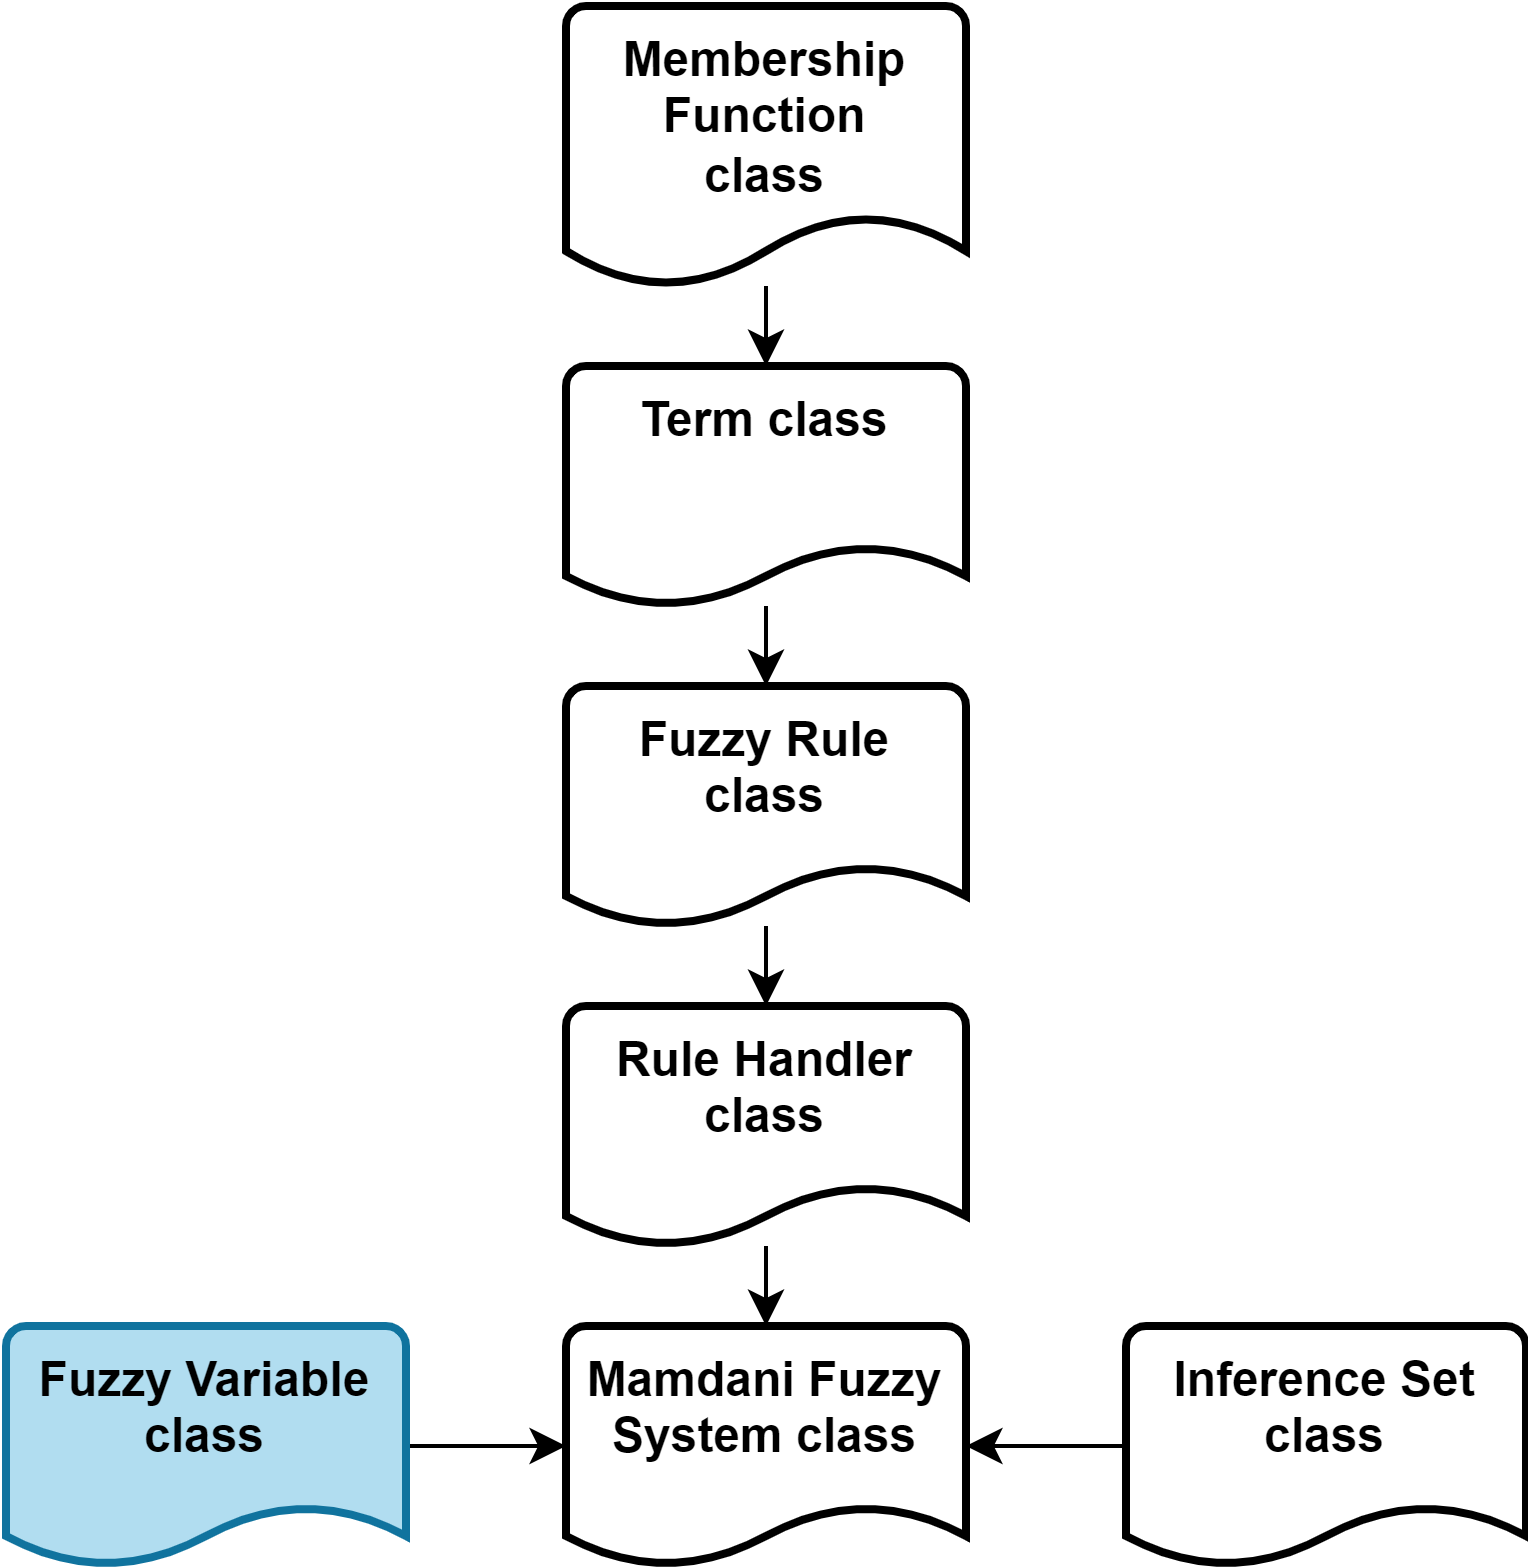 Membership
Function
class
Term class
Fuzzy Rule
class
Rule Handler
class
Fuzzy Variable
class
Mamdani Fuzzy
System class
Inference Set
class